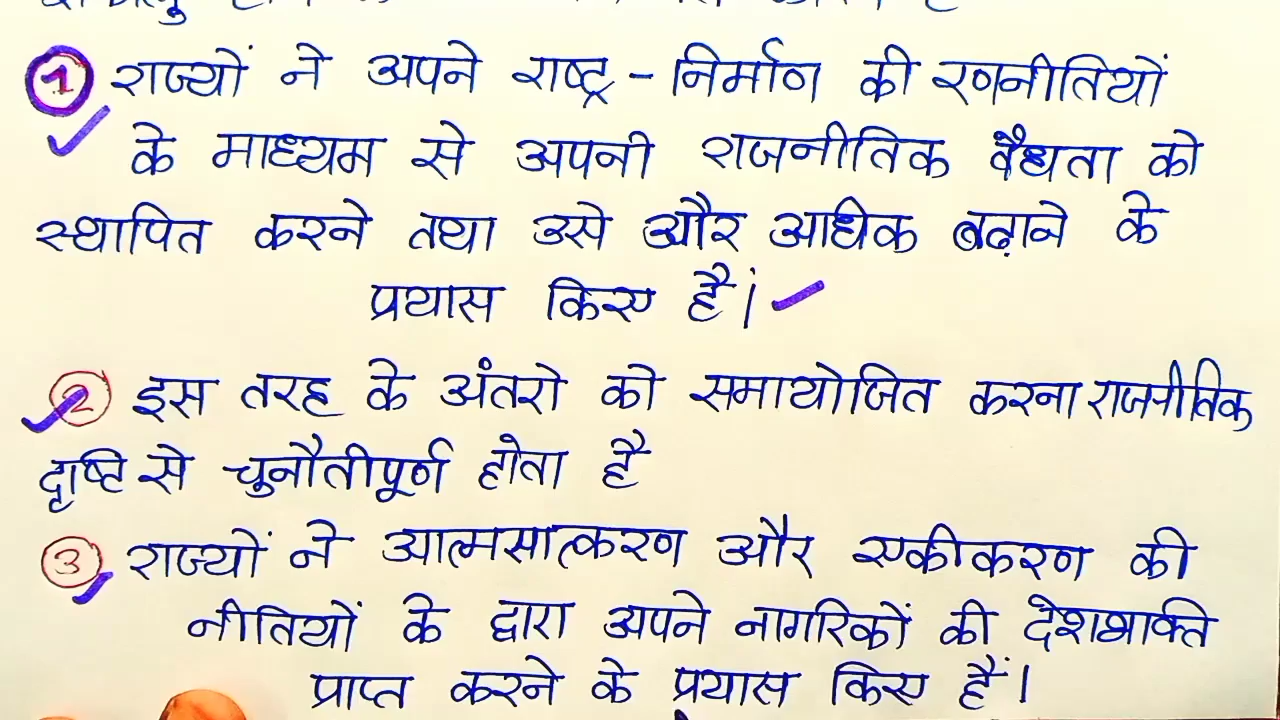 ① राज्यों ने अपने राष्ट्र-निर्माण की रणनीतियों
के माध्यम से अपनी राजनीतिक वैधता को
स्थापित करने तथा उसे और अधिक बढ़ाने के
प्रयास किए हैं।
② इस तरह के अंतरो को समायोजित करना राजनीतिक
दृष्टि से चुनौतीपूर्ण होता है
③ राज्यों ने आत्मसात्करण और एकीकरण की
नीतियों के द्वारा अपने नागरिकों की देशभक्ति
प्राप्त करने के प्रयास किए हैं।